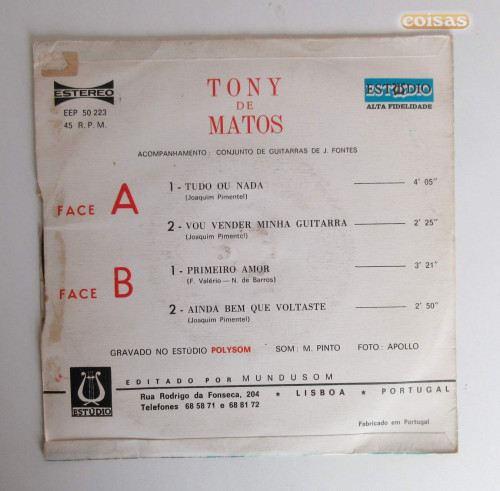 coisas
ESTEREO
EEP 50 223
45 R.P.M.
TONY
DE
MATOS
ESTÚDIO
ALTA FIDELIDADE
ACOMPANHAMENTO : CONJUNTO DE GUITARRAS DE J. FONTES
FACE A
1 - TUDO OU NADA 4' 05"
(Joaquim Pimentel)
2 - VOU VENDER MINHA GUITARRA 2' 25"
(Joaquim Pimentel)
FACE B
1 - PRIMEIRO AMOR 3' 21"
(F. Valério — N. de Barros)
2 - AINDA BEM QUE VOLTASTE 2' 50"
(Joaquim Pimentel)
GRAVADO NO ESTÚDIO POLYSOM SOM : M. PINTO FOTO : APOLLO
EDITADO POR MUNDUSOM
Rua Rodrigo da Fonseca, 204 * LISBOA * PORTUGAL
Telefones 68 58 71 e 68 81 72
ESTÚDIO
Fabricado em Portugal